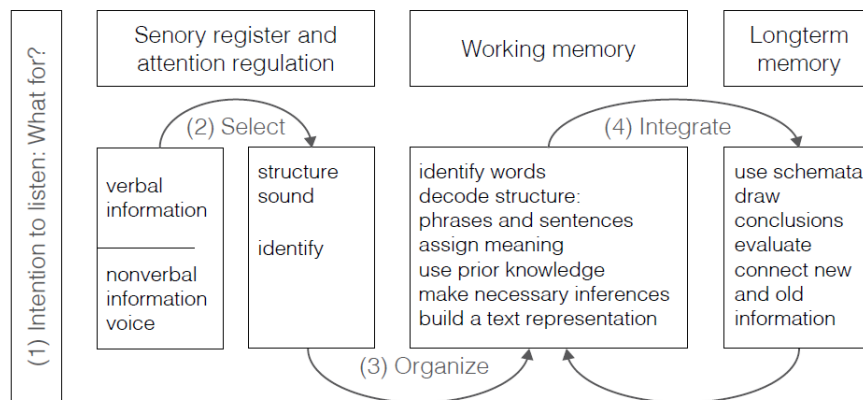 (1) Intention to listen: What for?
Senory register and
attention regulation
Working memory
Longterm
memory
(2) Select
(4) Integrate
verbal
information
nonverbal
information
voice
structure
sound
identify
identify words
decode structure:
phrases and sentences
assign meaning
use prior knowledge
make necessary inferences
build a text representation
use schemata
draw
conclusions
evaluate
connect new
and old
information
(3) Organize